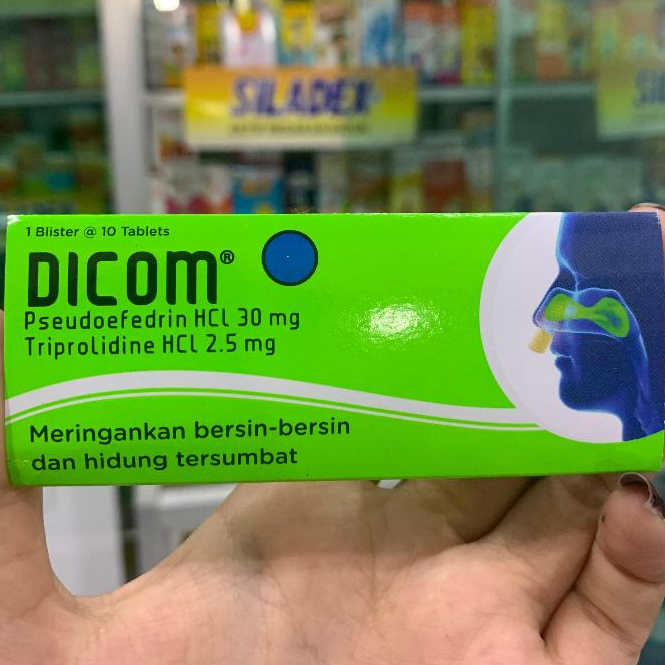 SILADEX
1 Blister @ 10 Tablets
DICOM®
Pseudoefedrin HCL 30 mg
Triprolidine HCL 2.5 mg
Meringankan bersin-bersin
dan hidung tersumbat